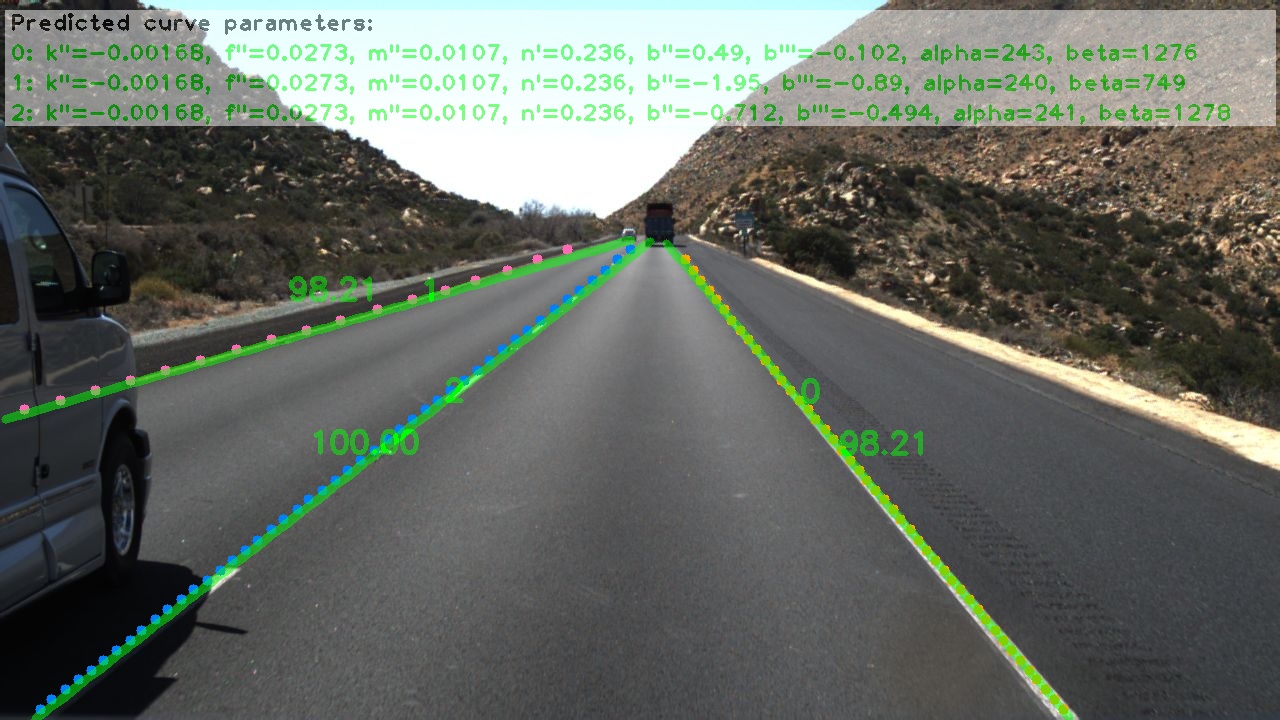 Predicted curve parameters:
0: k''=-0.00168, f''=0.0273, m''=0.0107, n'=0.236, b''=0.49, b'''=-0.102, alpha=243, beta=1276
1: k''=-0.00168, f''=0.0273, m''=0.0107, n'=0.236, b''=-1.95, b'''=-0.89, alpha=240, beta=749
2: k''=-0.00168, f''=0.0273, m''=0.0107, n'=0.236, b''=-0.712, b'''=-0.494, alpha=241, beta=1278
98.21 1
2 0
100.00 98.21